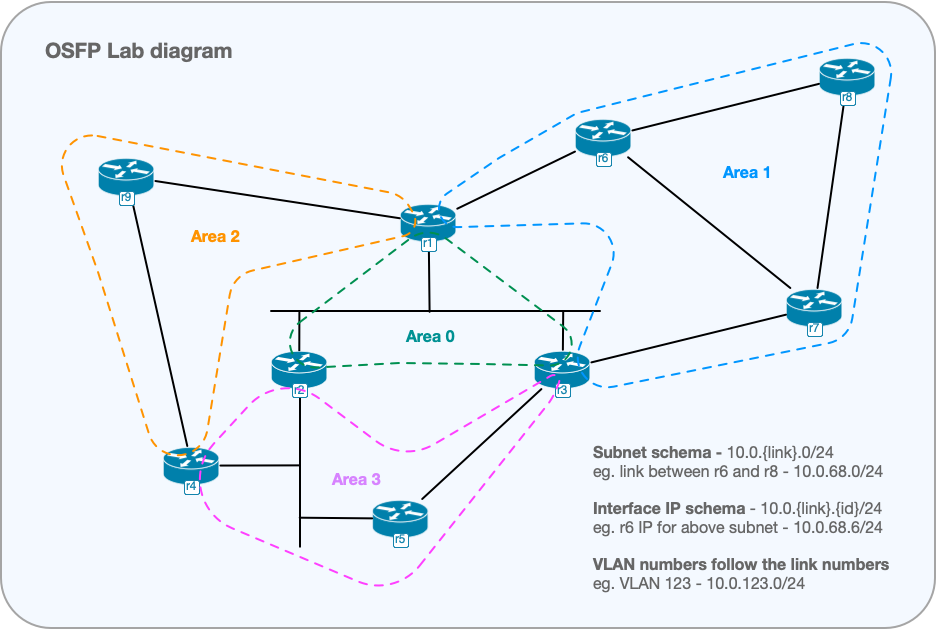 OSFP Lab diagram
r8
r6
Area 1
r9
Area 2
r1
r7
Area 0
r2
r3
r4
Area 3
r5
Subnet schema - 10.0.{link}.0/24
eg. link between r6 and r8 - 10.0.68.0/24
Interface IP schema - 10.0.{link}.{id}/24
eg. r6 IP for above subnet - 10.0.68.6/24
VLAN numbers follow the link numbers
eg. VLAN 123 - 10.0.123.0/24